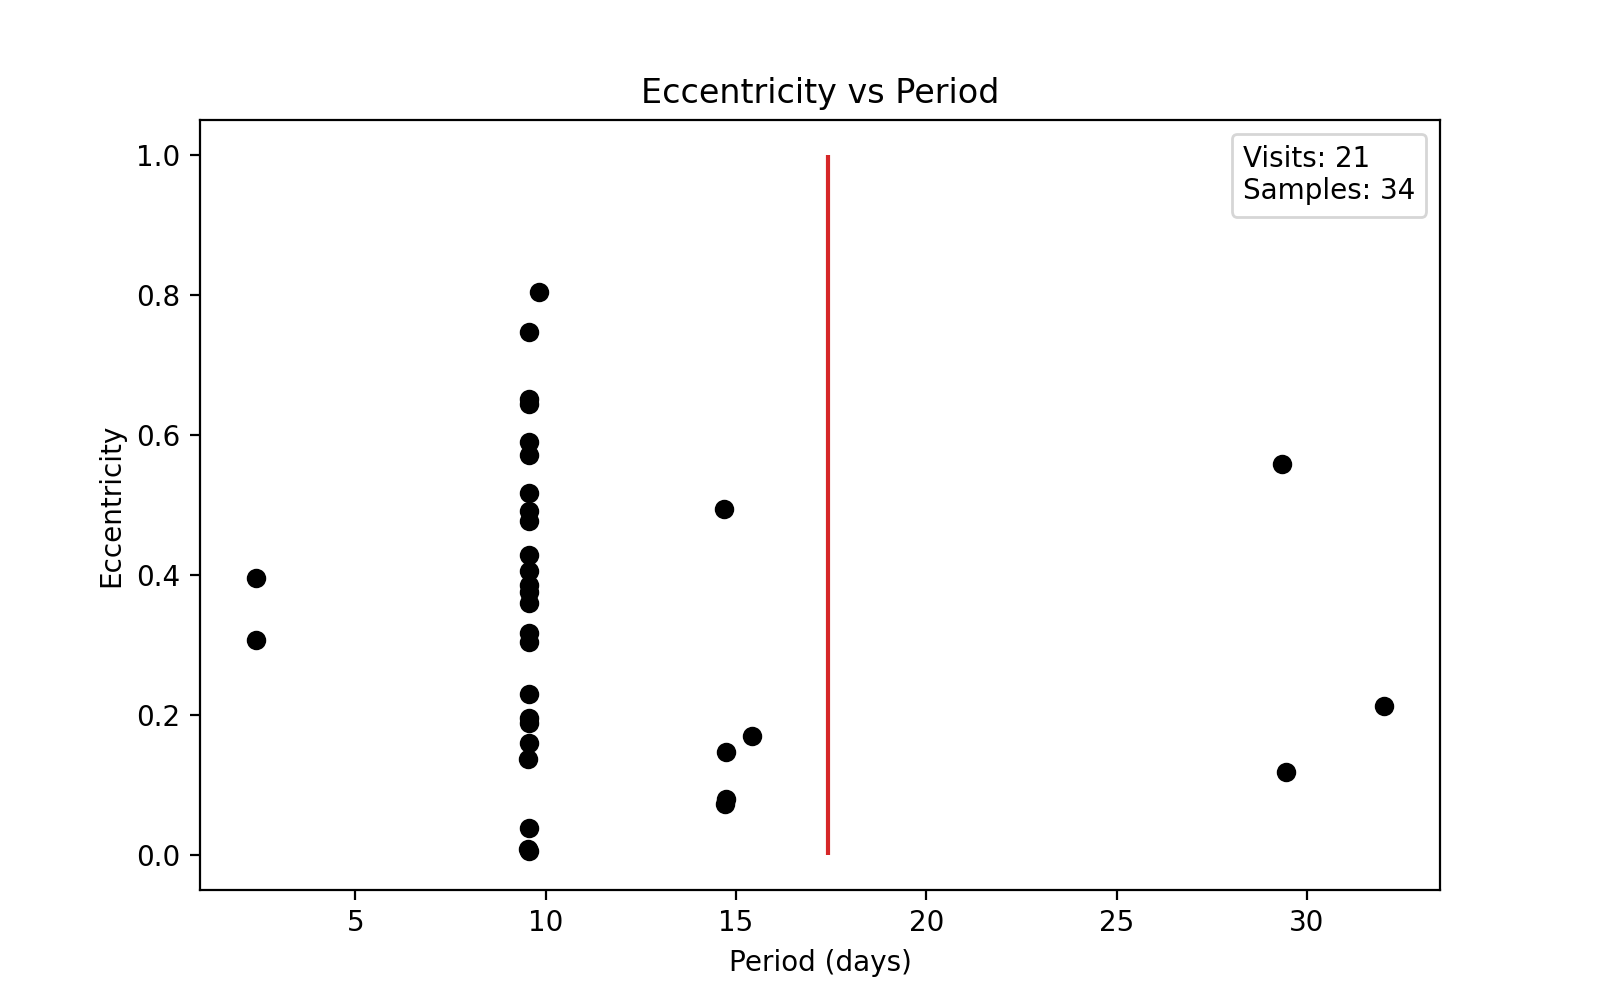 Eccentricity vs Period
Visits: 21
Samples: 34
1.0
0.8
0.6
0.4
0.2
0.0
Eccentricity
5 10 15 20 25 30
Period (days)